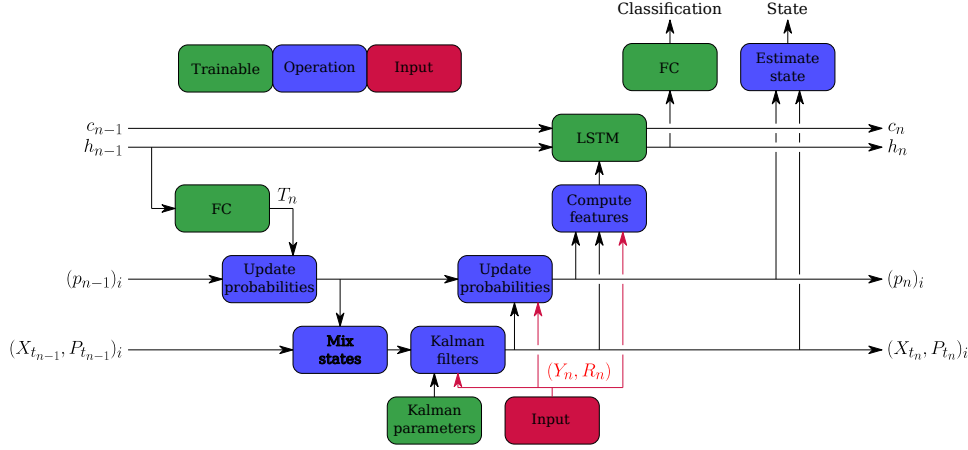 Classification
State
Trainable
Operation
Input
FC
Estimate
state
c_{n-1}
h_{n-1}
LSTM
c_n
h_n
FC
T_n
Compute
features
(p_{n-1})_i
Update
probabilities
Update
probabilities
(p_n)_i
(X_{t_{n-1}}, P_{t_{n-1}})_i
Mix
states
Kalman
filters
(X_{t_n}, P_{t_n})_i
(Y_n, R_n)
Kalman
parameters
Input